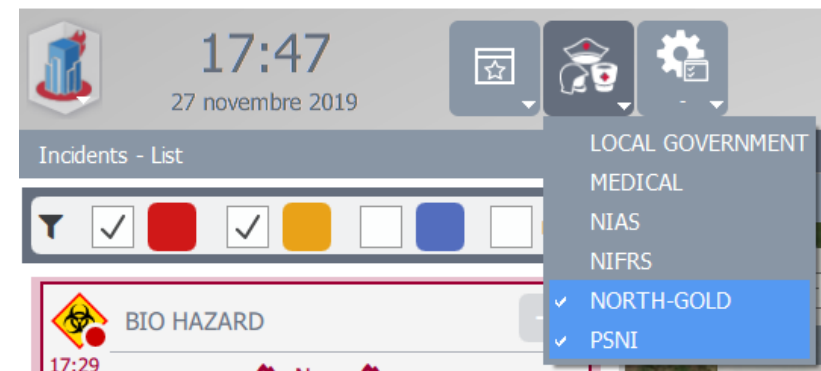 17:47
27 novembre 2019
-
Incidents - List
LOCAL GOVERNMENT
MEDICAL
NIAS
NIFRS
NORTH-GOLD
PSNI
BIO HAZARD
17:29